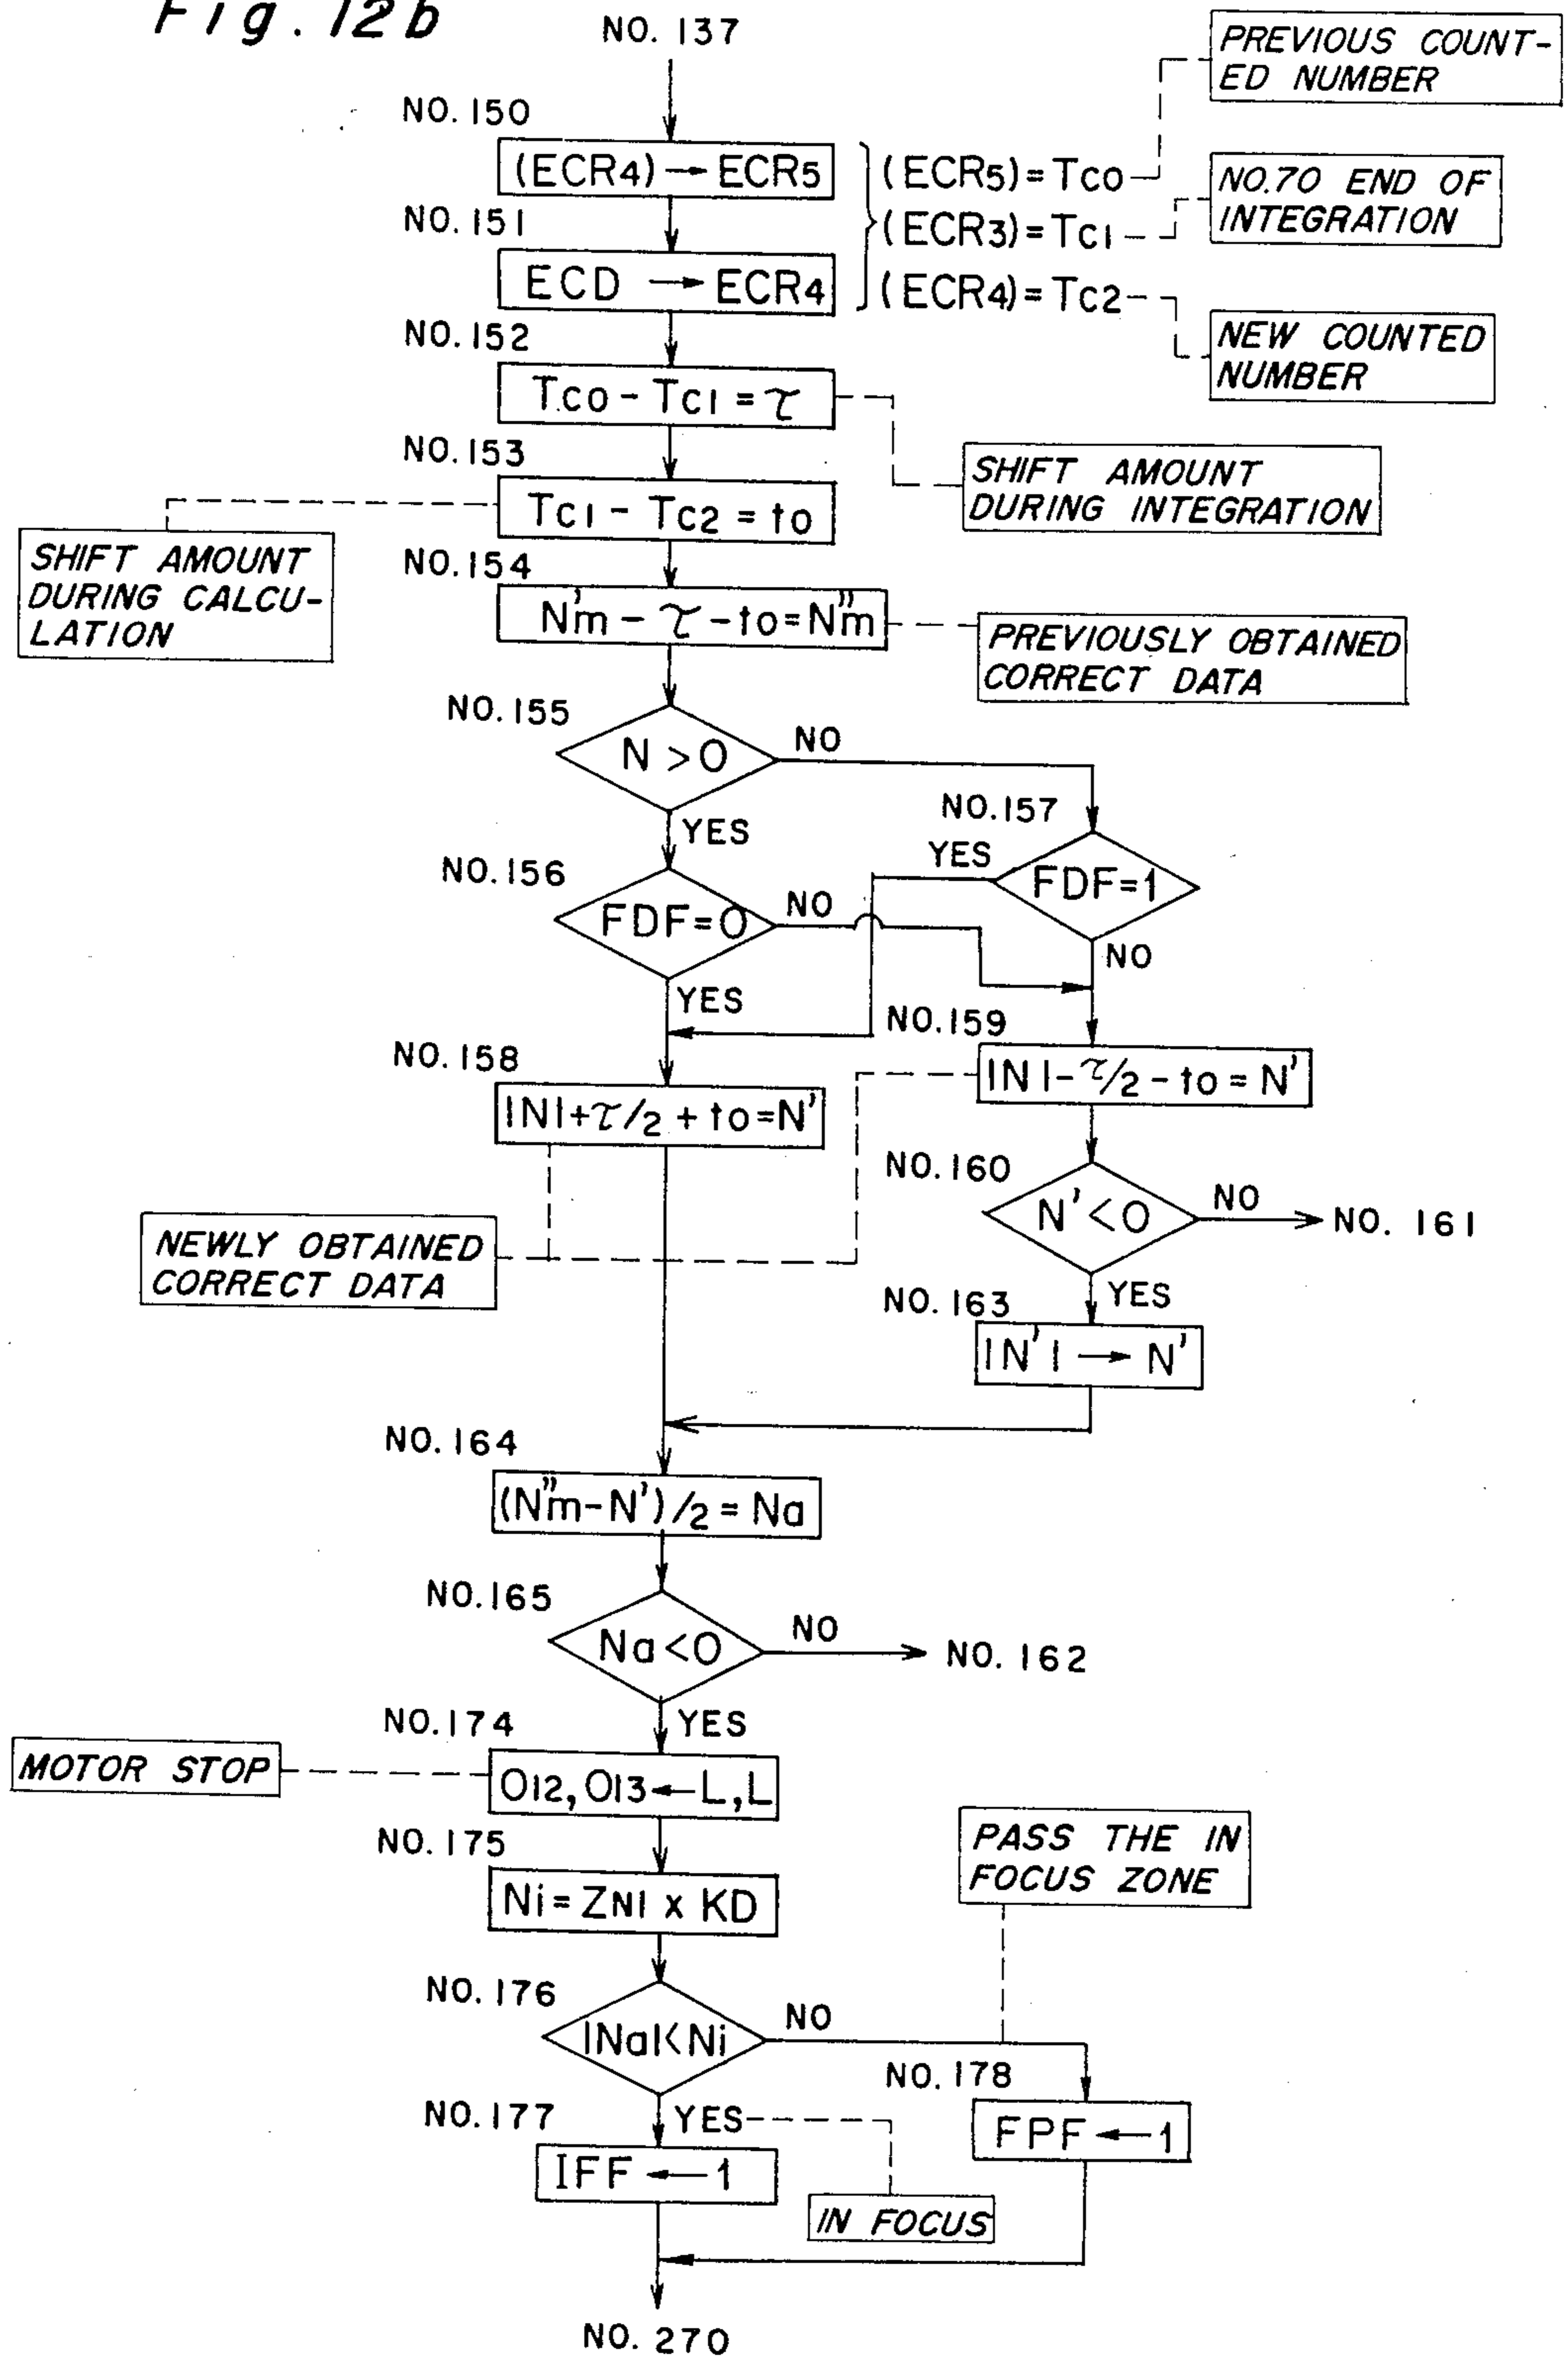 Fig. 12b
NO. 137
PREVIOUS COUNT-
ED NUMBER
NO. 150
(ECR4) → ECR5
(ECR5) = Tco
NO.70 END OF
INTEGRATION
NO. 151
(ECR3) = Tc1
ECD → ECR4
(ECR4) = Tc2
NEW COUNTED
NUMBER
NO. 152
Tco - Tc1 = τ
NO. 153
SHIFT AMOUNT
DURING INTEGRATION
Tc1 - Tc2 = to
SHIFT AMOUNT
DURING CALCU-
LATION
NO. 154
N'm - τ - to = N"m
PREVIOUSLY OBTAINED
CORRECT DATA
NO. 155
N > 0
NO
YES
NO. 157
YES
FDF=1
NO
NO. 156
FDF=0
NO
YES
NO. 159
|N| - τ/2 - to = N'
NO. 158
|N| + τ/2 + to = N'
NO. 160
N' < 0
NO
NO. 161
YES
NEWLY OBTAINED
CORRECT DATA
NO. 163
|N'| → N'
NO. 164
(N"m - N')/2 = Na
NO. 165
Na < 0
NO
NO. 162
YES
NO. 174
MOTOR STOP
O12, O13 ← L, L
NO. 175
PASS THE IN
FOCUS ZONE
Ni = ZN1 x KD
NO. 176
|Na| < Ni
NO
NO. 178
FPF ← 1
NO. 177
YES
IFF ← 1
IN FOCUS
NO. 270